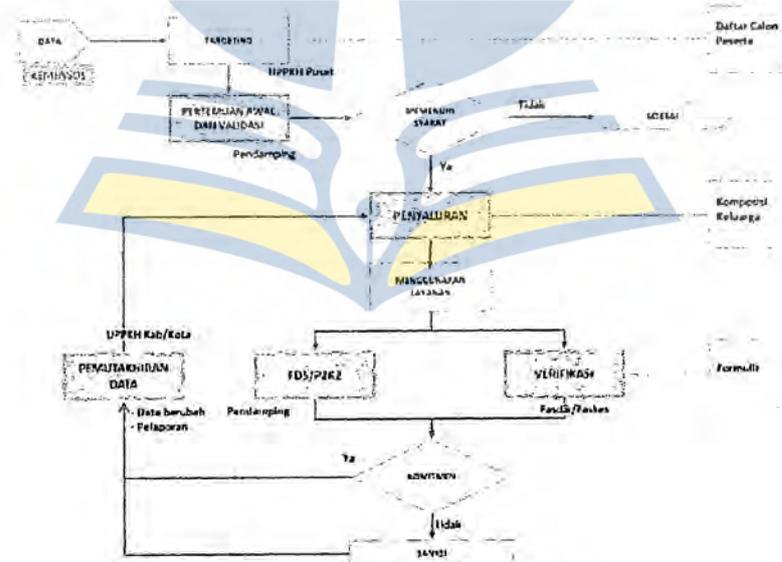 DATA
KEMENSOS
TARGETING
UPPKH Pusat
Daftar Calon
Peserta
PERTEMUAN AWAL
DAN VALIDASI
Pendamping
MEMENUHI
SYARAT
Tidak
Ya
PENYALURAN
Komposisi
Keluarga
MENGGUNAKAN
LAYANAN
UPPKH Kab/Kota
PEMUTAKHIRAN
DATA
- Data berubah
- Pelaporan
FDS/P2K2
Pendamping
VERIFIKASI
Fasdik/Faskes
Formulir
Ya
KOMITMEN
Tidak
SANKSI